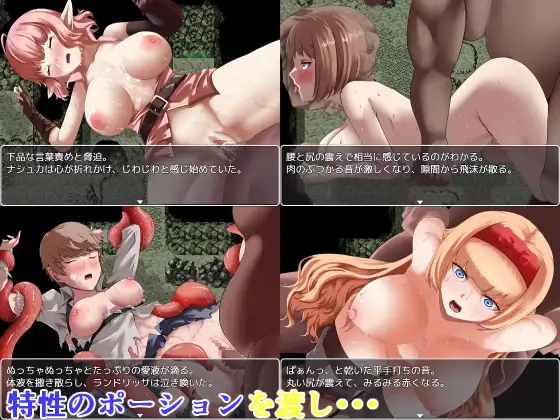 下品な言葉責めと脅迫。
ナシュカは心が折れかけ、じわじわと感じ始めていた。
腰と尻の震えで相当に感じているのがわかる。
肉のぶつかる音が激しくなり、隙間から飛沫が散る。
ぬっちゃぬっちゃとたっぷりの愛液が滴る。
体液を撒き散らし、ランドリッサは泣き喚いた。
ぱぁんっ、と乾いた平手打ちの音。
丸い尻が震えて、みるみる赤くなる。
特性のポーションを渡し・・・